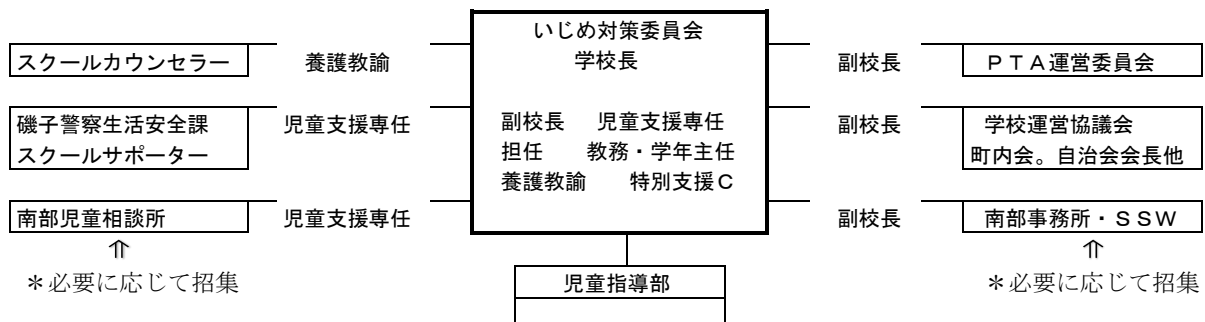 いじめ対策委員会
学校長
スクールカウンセラー
養護教諭
副校長
ＰＴＡ運営委員会
磯子警察生活安全課
スクールサポーター
児童支援専任
副校長　児童支援専任
担任　教務・学年主任
養護教諭　特別支援Ｃ
副校長
学校運営協議会
町内会。自治会会長他
南部児童相談所
児童支援専任
副校長
南部事務所・ＳＳＷ
⇑
＊必要に応じて招集
⇑
＊必要に応じて招集
児童指導部